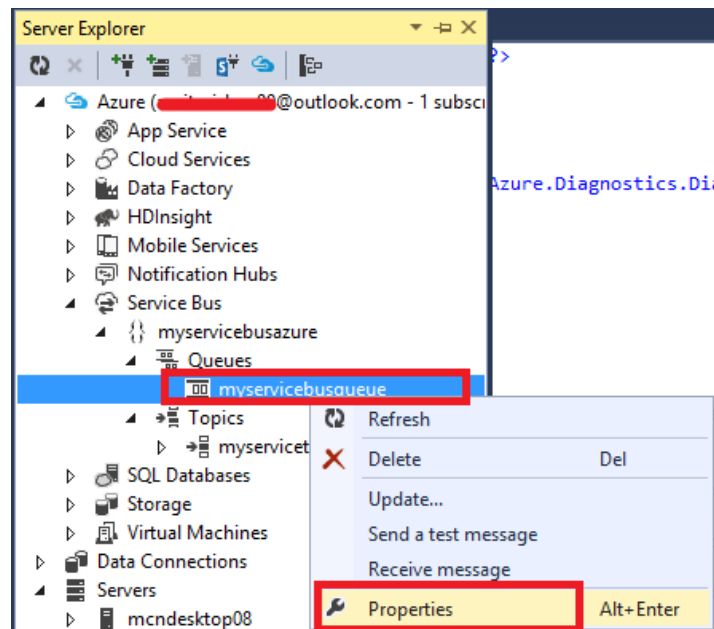 Server Explorer
?>
Azure (@outlook.com - 1 subscr
App Service
Cloud Services
Data Factory
Azure.Diagnostics.Dia
HDInsight
Mobile Services
Notification Hubs
Service Bus
myservicebusazure
Queues
myservicebusqueue
Topics
Refresh
myservicet
Delete Del
SQL Databases
Update...
Storage
Virtual Machines
Send a test message
Data Connections
Receive message
Servers
Properties Alt+Enter
mcndesktop08